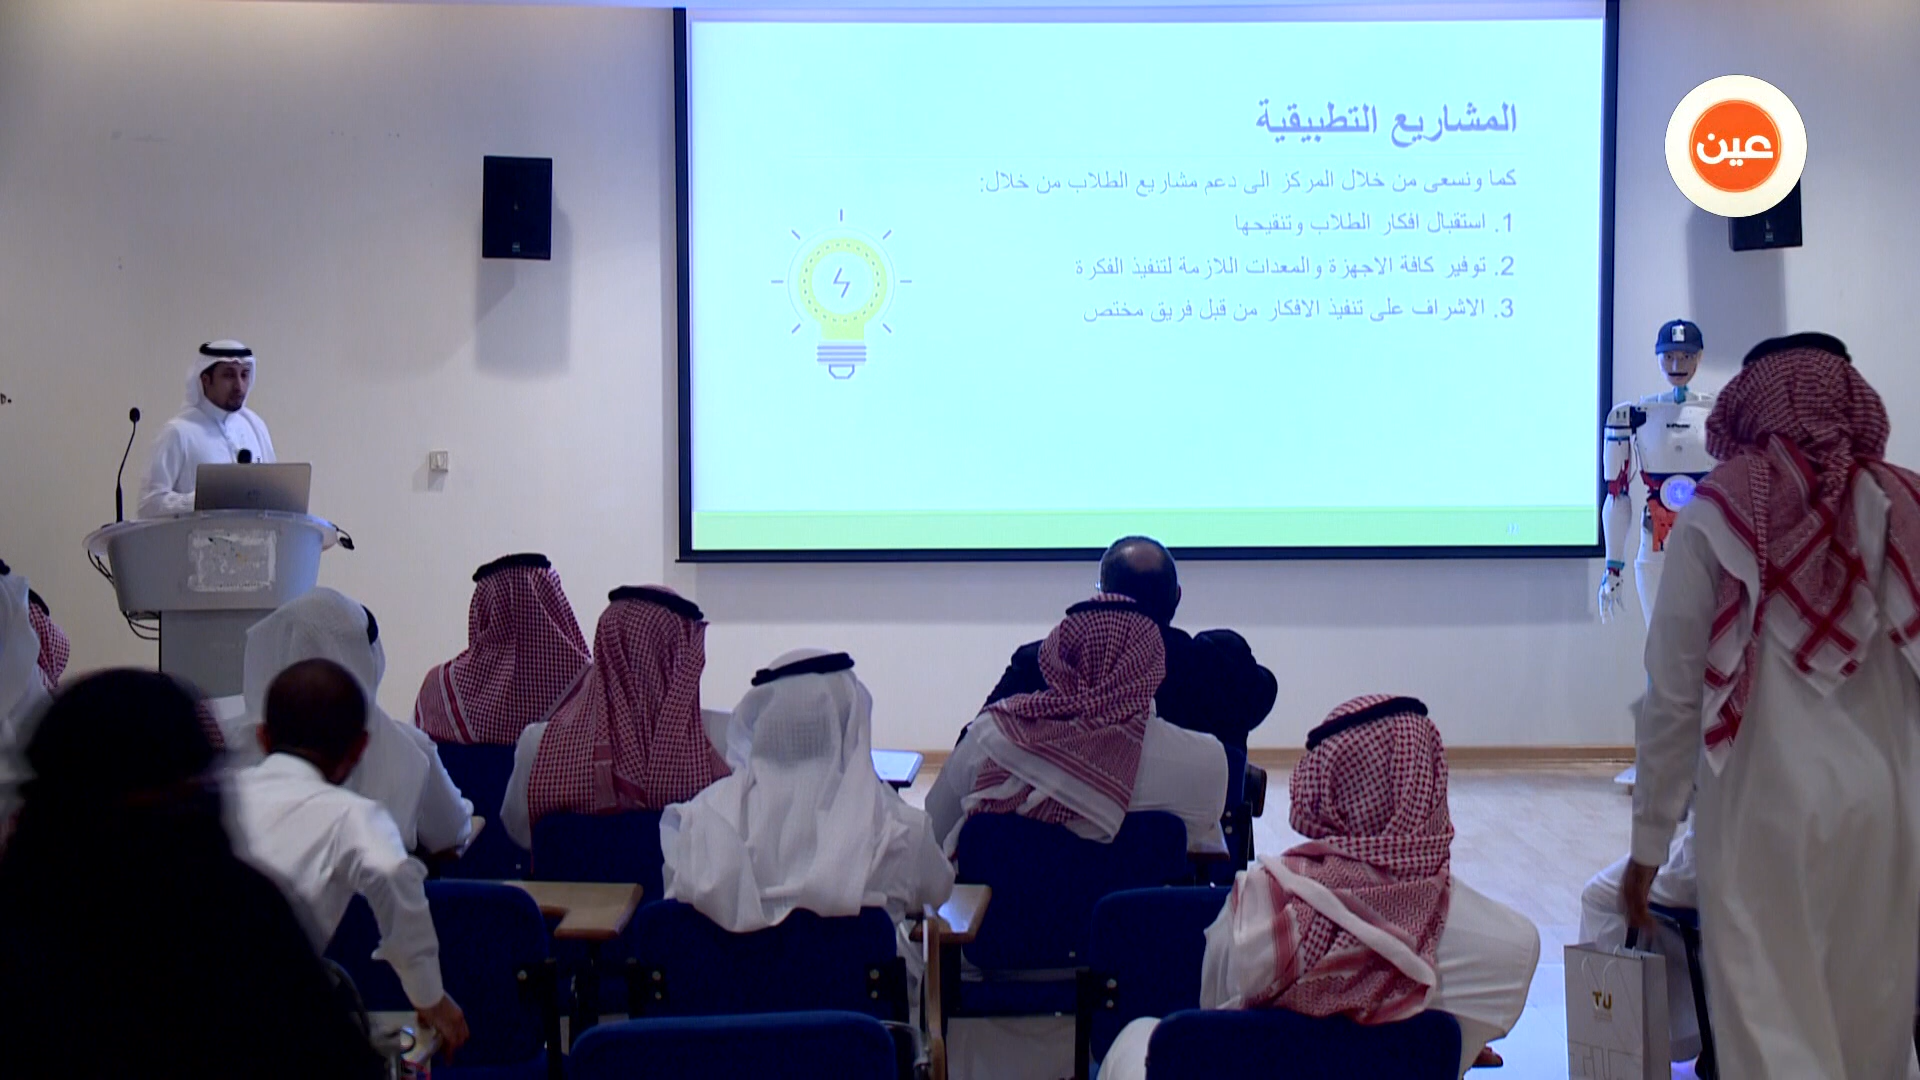 المشاريع التطبيقية
كما ونسعى من خلال المركز الى دعم مشاريع الطلاب من خلال:
1. استقبال افكار الطلاب وتنقيحها
2. توفير كافة الاجهزة والمعدات اللازمة لتنفيذ الفكرة
3. الاشراف على تنفيذ الافكار من قبل فريق مختص
عين
TU